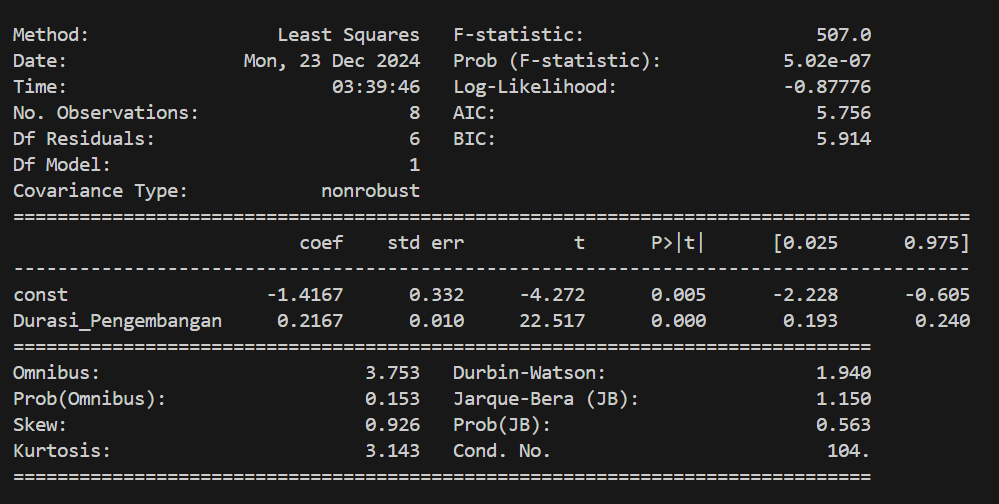 Method:                 Least Squares   F-statistic:                     507.0
Date:                Mon, 23 Dec 2024   Prob (F-statistic):           5.02e-07
Time:                        03:39:46   Log-Likelihood:               -0.87776
No. Observations:                   8   AIC:                             5.756
Df Residuals:                       6   BIC:                             5.914
Df Model:                           1
Covariance Type:            nonrobust
=======================================================================================
                          coef    std err          t      P>|t|      [0.025      0.975]
---------------------------------------------------------------------------------------
const                  -1.4167      0.332     -4.272      0.005      -2.228      -0.605
Durasi_Pengembangan     0.2167      0.010     22.517      0.000       0.193       0.240
==============================================================================
Omnibus:                        3.753   Durbin-Watson:                   1.940
Prob(Omnibus):                  0.153   Jarque-Bera (JB):                1.150
Skew:                           0.926   Prob(JB):                        0.563
Kurtosis:                       3.143   Cond. No.                         104.
==============================================================================